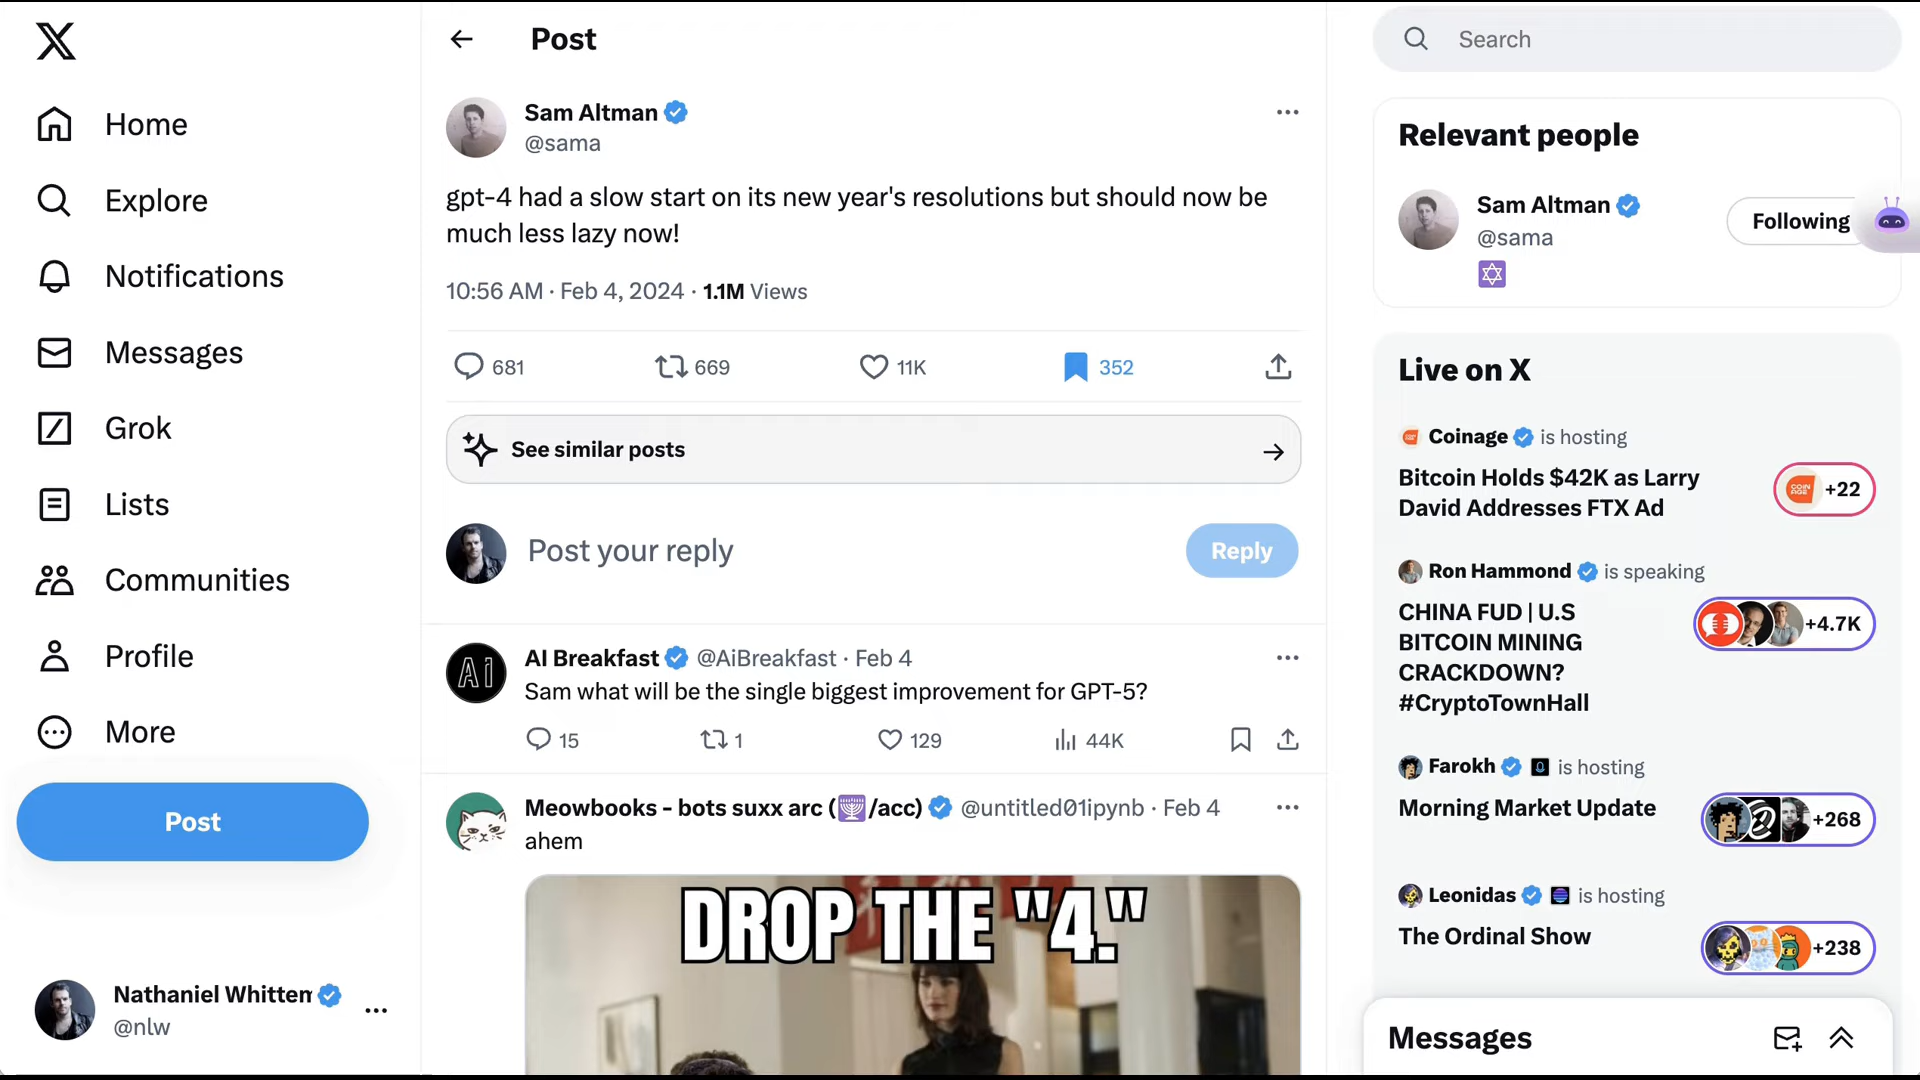 Home
Explore
Notifications
Messages
Grok
Lists
Communities
Profile
More
Post
Nathaniel Whittem
@nlw
Post
Sam Altman
@sama
gpt-4 had a slow start on its new year's resolutions but should now be
much less lazy now!
10:56 AM · Feb 4, 2024 · 1.1M Views
681 669 11K 352
See similar posts
Post your reply
Reply
AI Breakfast @AiBreakfast · Feb 4
Sam what will be the single biggest improvement for GPT-5?
15 1 129 44K
Meowbooks - bots suxx arc (🕎/acc) @untitled01ipynb · Feb 4
ahem
DROP THE "4."
Search
Relevant people
Sam Altman
@sama
Following
Live on X
Coinage is hosting
Bitcoin Holds $42K as Larry
David Addresses FTX Ad
+22
Ron Hammond is speaking
CHINA FUD | U.S
BITCOIN MINING
CRACKDOWN?
#CryptoTownHall
+4.7K
Farokh is hosting
Morning Market Update
+268
Leonidas is hosting
The Ordinal Show
+238
Messages